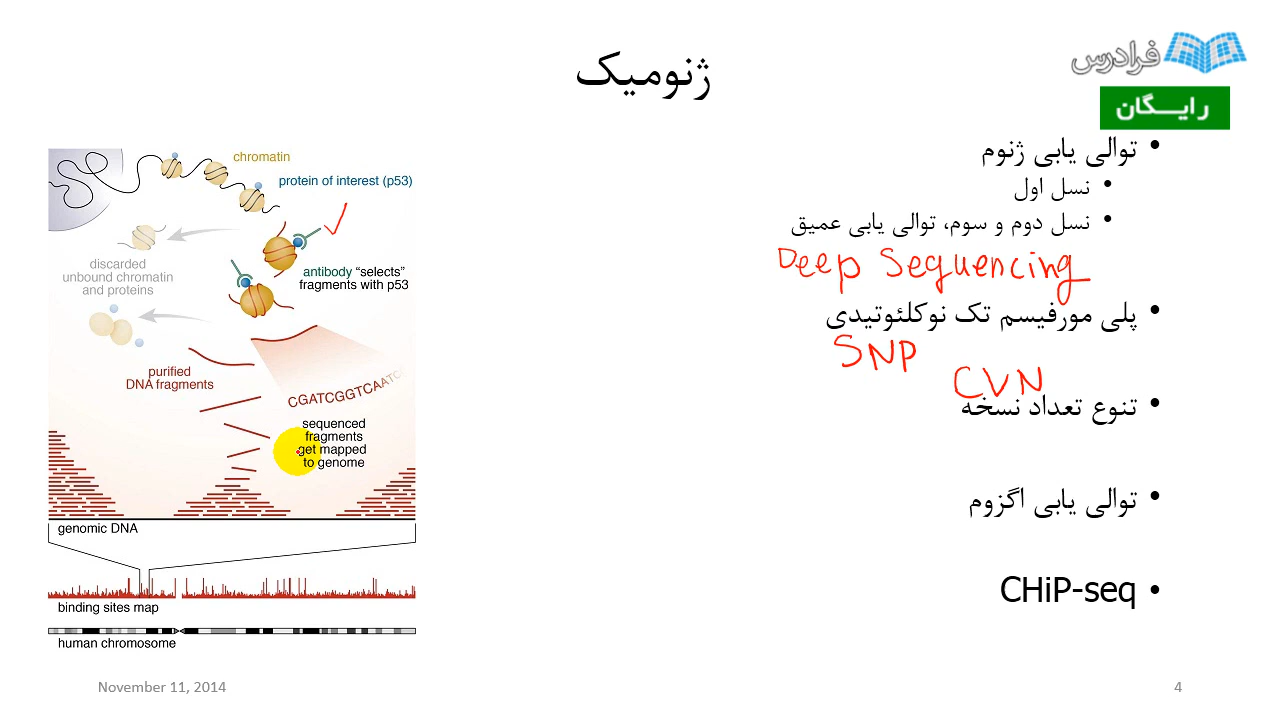 ژنومیک
فرادرس
رایگان
توالی یابی ژنوم
نسل اول
نسل دوم و سوم، توالی یابی عمیق
Deep Sequencing
پلی مورفیسم تک نوکلئوتیدی
SNP
CVN
تنوع تعداد نسخه
توالی یابی اگزوم
CHiP-seq
chromatin
protein of interest (p53)
discarded
unbound chromatin
and proteins
antibody “selects”
fragments with p53
purified
DNA fragments
CGATCGGTCAATC
sequenced
fragments
get mapped
to genome
genomic DNA
binding sites map
human chromosome
November 11, 2014
4